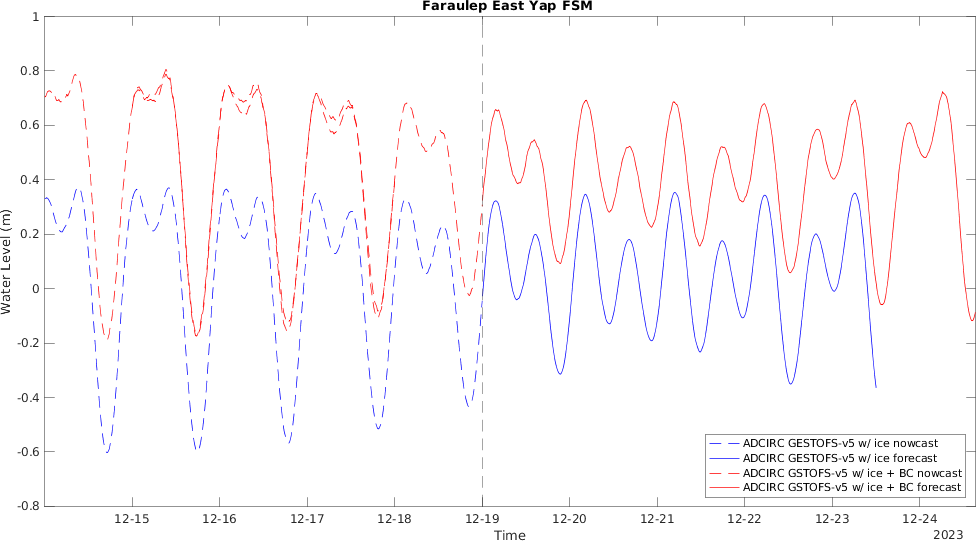 Faraulep East Yap FSM
Water Level (m)
1
0.8
0.6
0.4
0.2
0
-0.2
-0.4
-0.6
-0.8
ADCIRC GESTOFS-v5 w/ ice nowcast
ADCIRC GESTOFS-v5 w/ ice forecast
ADCIRC GSTOFS-v5 w/ ice + BC nowcast
ADCIRC GSTOFS-v5 w/ ice + BC forecast
12-15 12-16 12-17 12-18 12-19 12-20 12-21 12-22 12-23 12-24
Time
2023